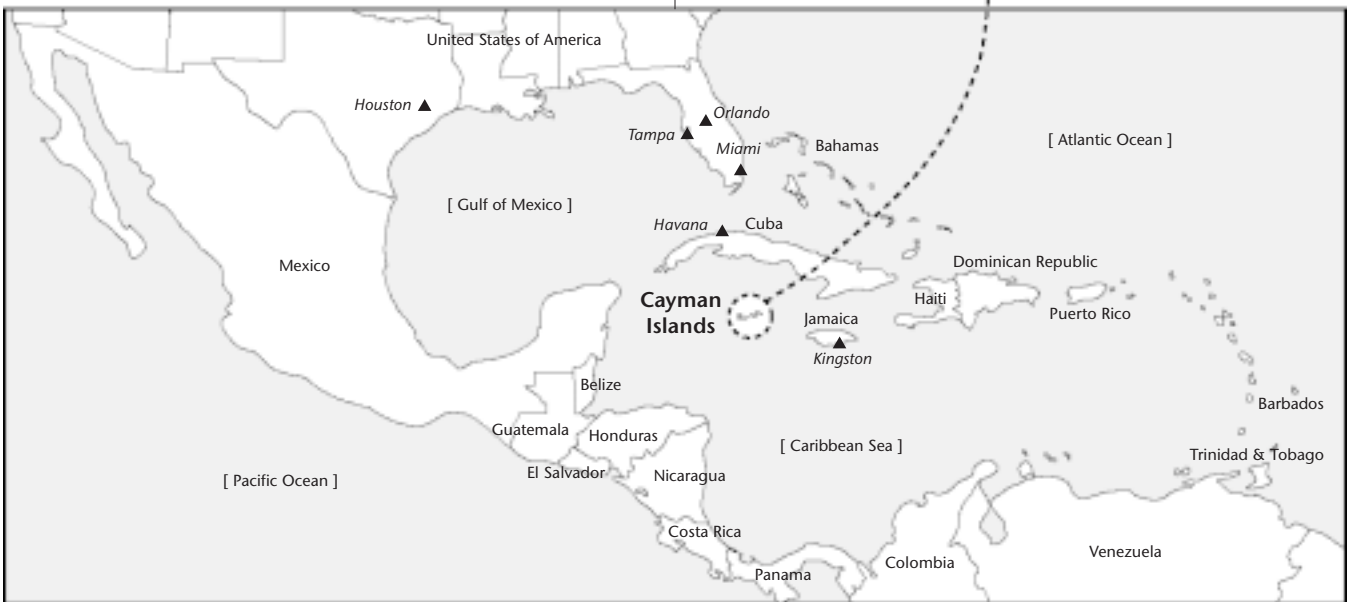 United States of America
Houston
Orlando
Tampa
Miami
Bahamas
[ Atlantic Ocean ]
[ Gulf of Mexico ]
Havana
Cuba
Mexico
Dominican Republic
Cayman
Islands
Haiti
Puerto Rico
Jamaica
Kingston
Belize
Barbados
Guatemala
Honduras
[ Caribbean Sea ]
Trinidad & Tobago
El Salvador
Nicaragua
[ Pacific Ocean ]
Costa Rica
Venezuela
Colombia
Panama